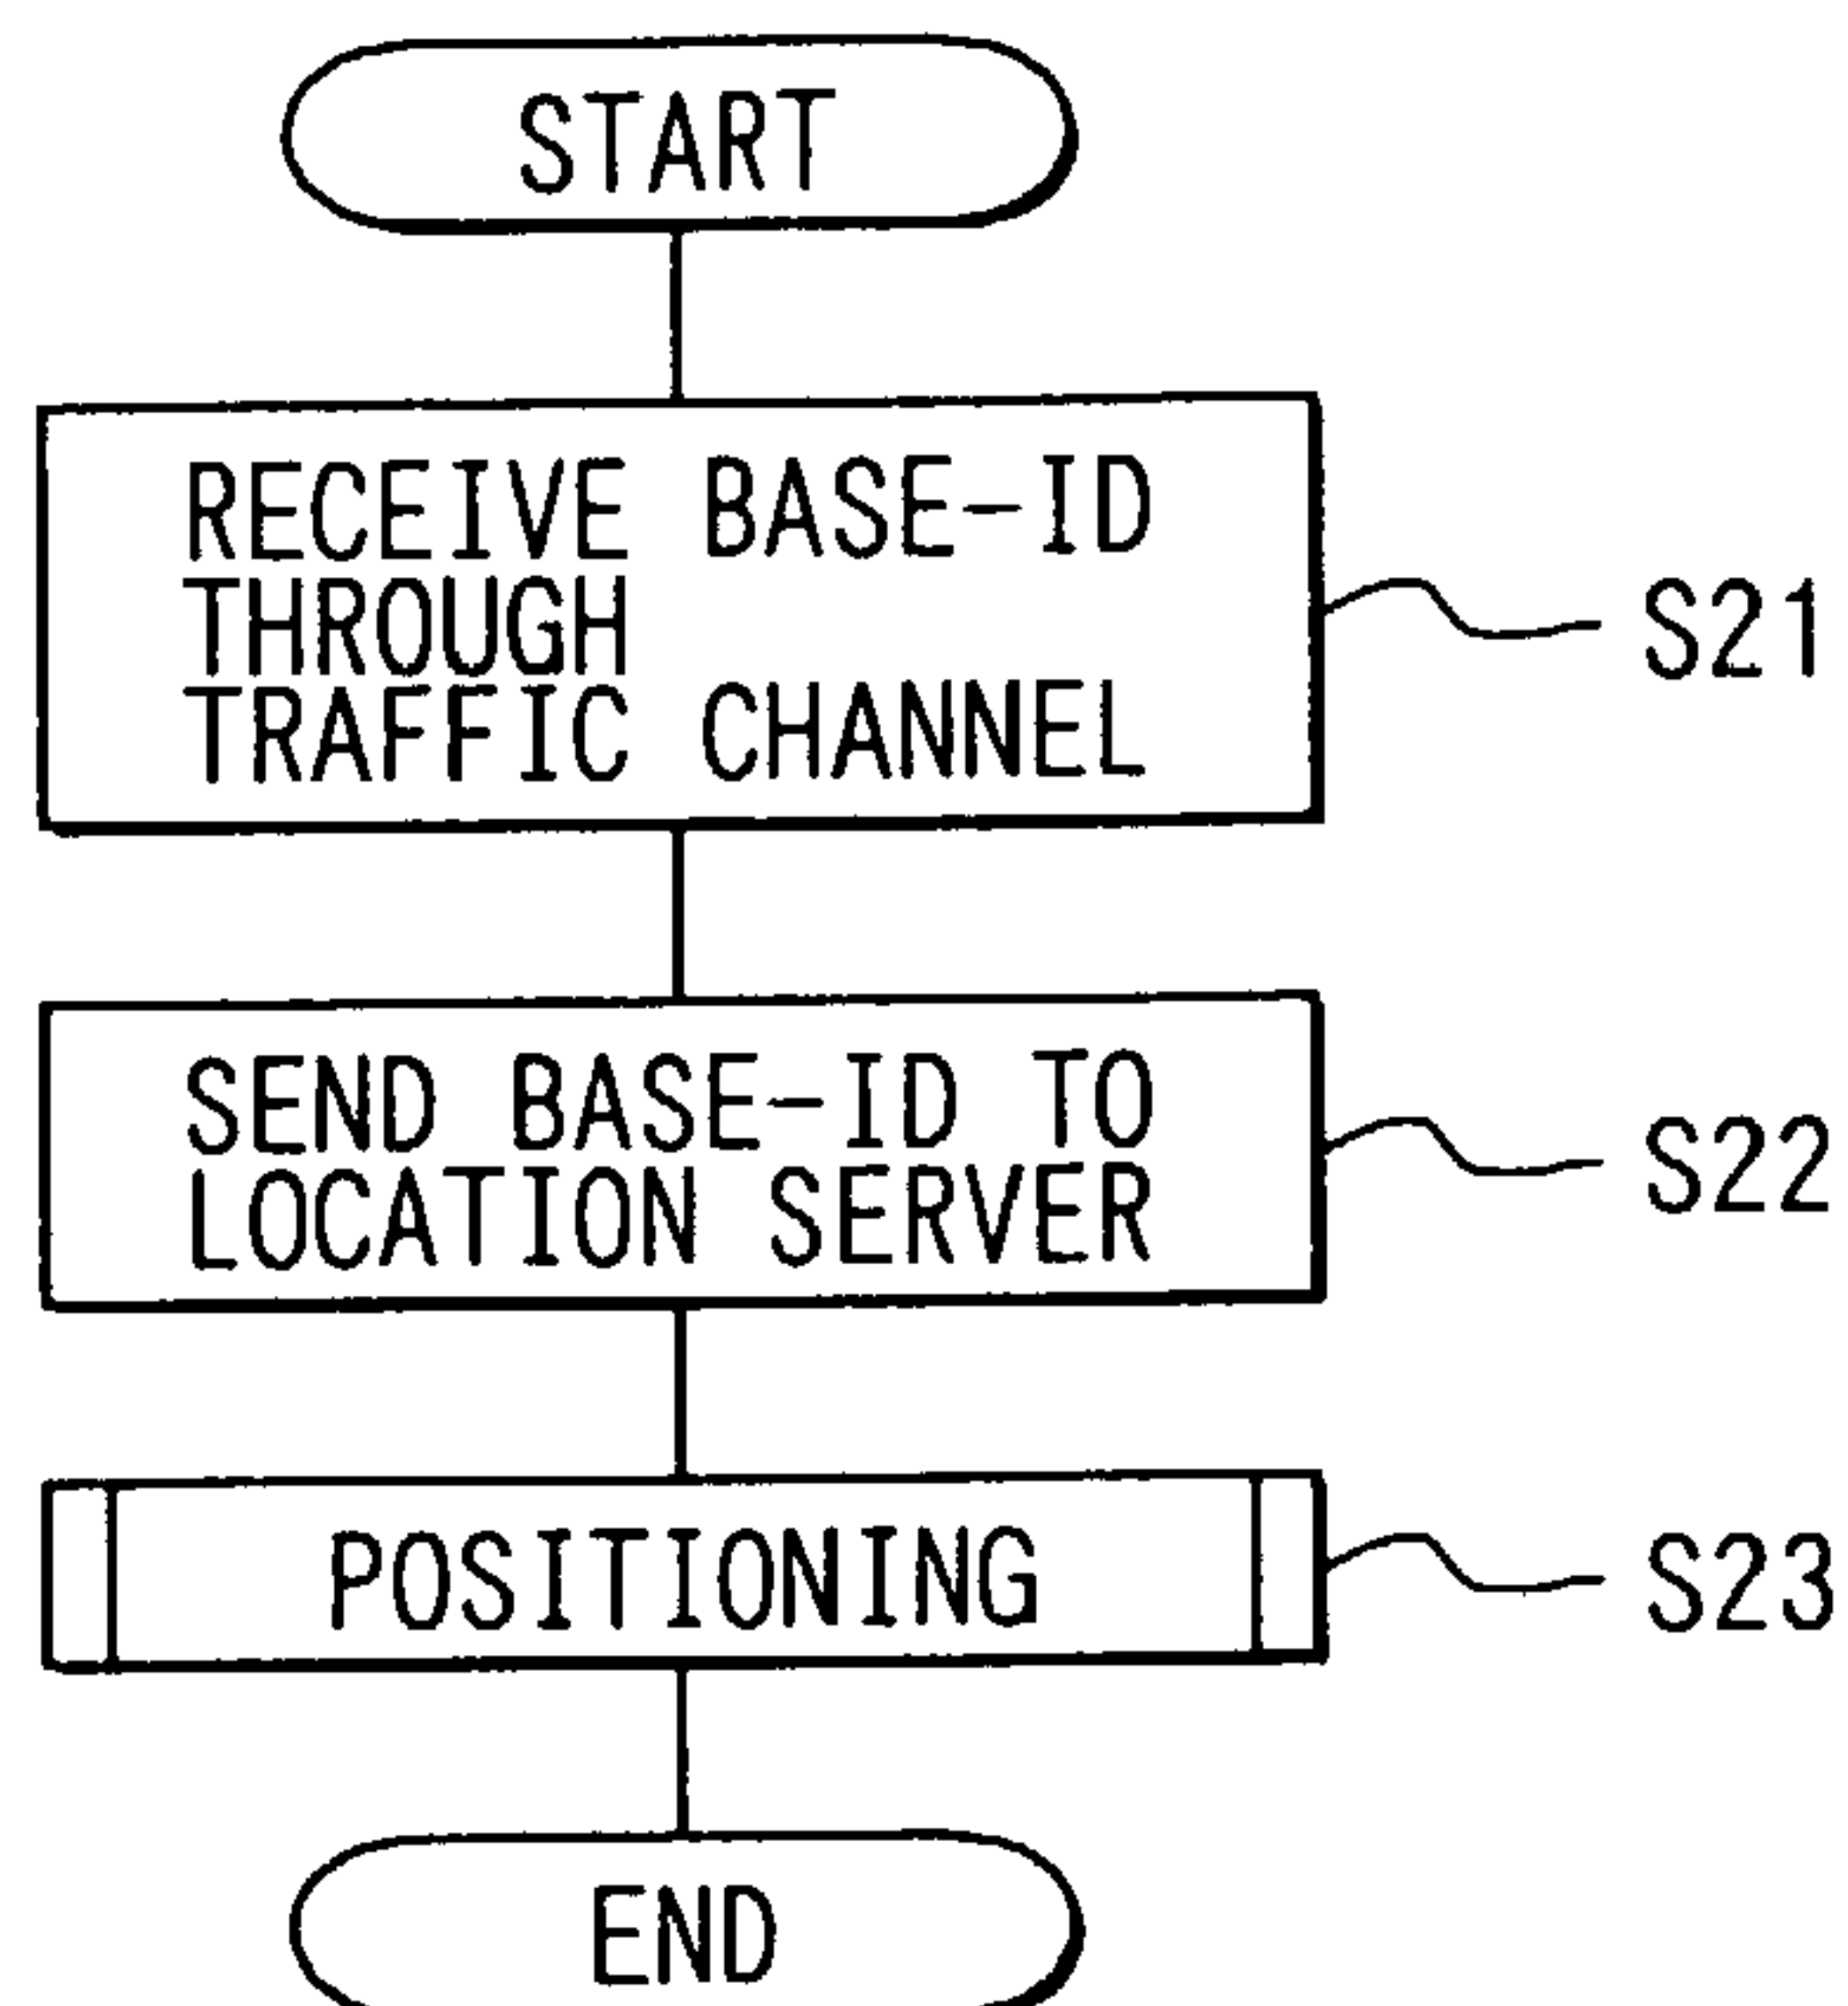 START
RECEIVE BASE-ID
THROUGH
TRAFFIC CHANNEL
S21
SEND BASE-ID TO
LOCATION SERVER
S22
POSITIONING
S23
END